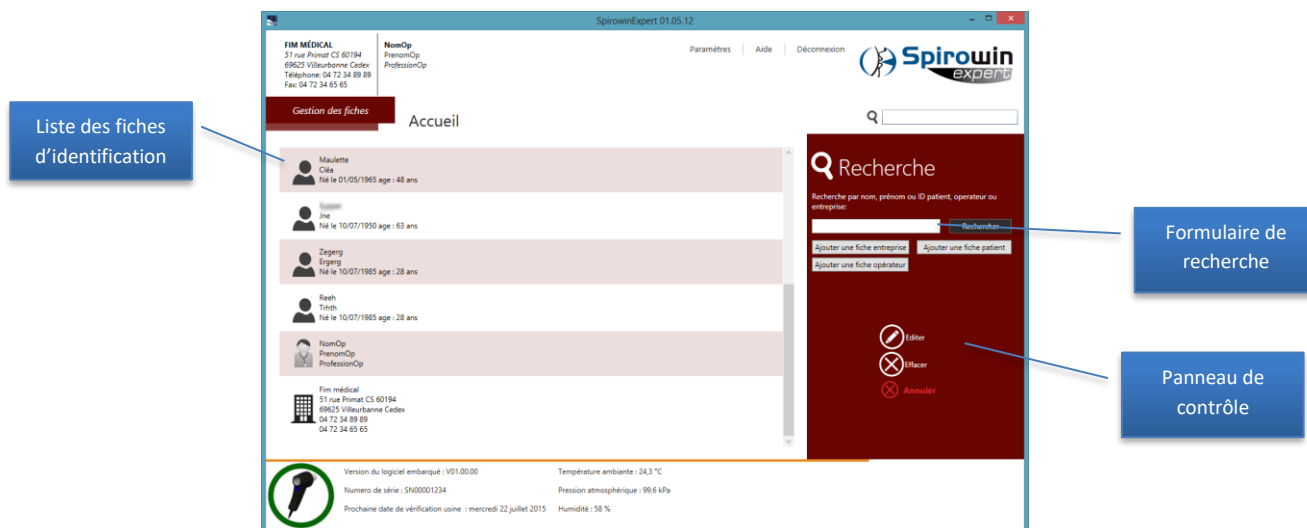 SpirowinExpert 01.05.12
FIM MÉDICAL
51 rue Primat CS 60194
69625 Villeurbanne Cedex
Téléphone: 04 72 34 89 89
Fax: 04 72 34 65 65
NomOp
PrenomOp
ProfessionOp
Paramètres
Aide
Déconnexion
Spirowin
expert
Gestion des fiches
Accueil
Liste des fiches
d'identification
Maulette
Cléa
Né le 01/05/1965 age : 48 ans
Jne
Né le 10/07/1950 age : 63 ans
Zegerg
Ergerg
Né le 10/07/1985 age : 28 ans
Reeh
Trhth
Né le 10/07/1985 age : 28 ans
NomOp
PrenomOp
ProfessionOp
Fim médical
51 rue Primat CS 60194
69625 Villeurbanne Cedex
04 72 34 89 89
04 72 34 65 65
Recherche
Recherche par nom, prénom ou ID patient, operateur ou
entreprise:
Rechercher
Ajouter une fiche entreprise
Ajouter une fiche patient
Ajouter une fiche opérateur
Editer
Effacer
Annuler
Formulaire de
recherche
Panneau de
contrôle
Version du logiciel embarqué : V01.00.00
Température ambiante : 24,3 °C
Numero de série : SN00001234
Pression atmosphérique : 99,6 kPa
Prochaine date de vérification usine : mercredi 22 juillet 2015
Humidité : 58 %